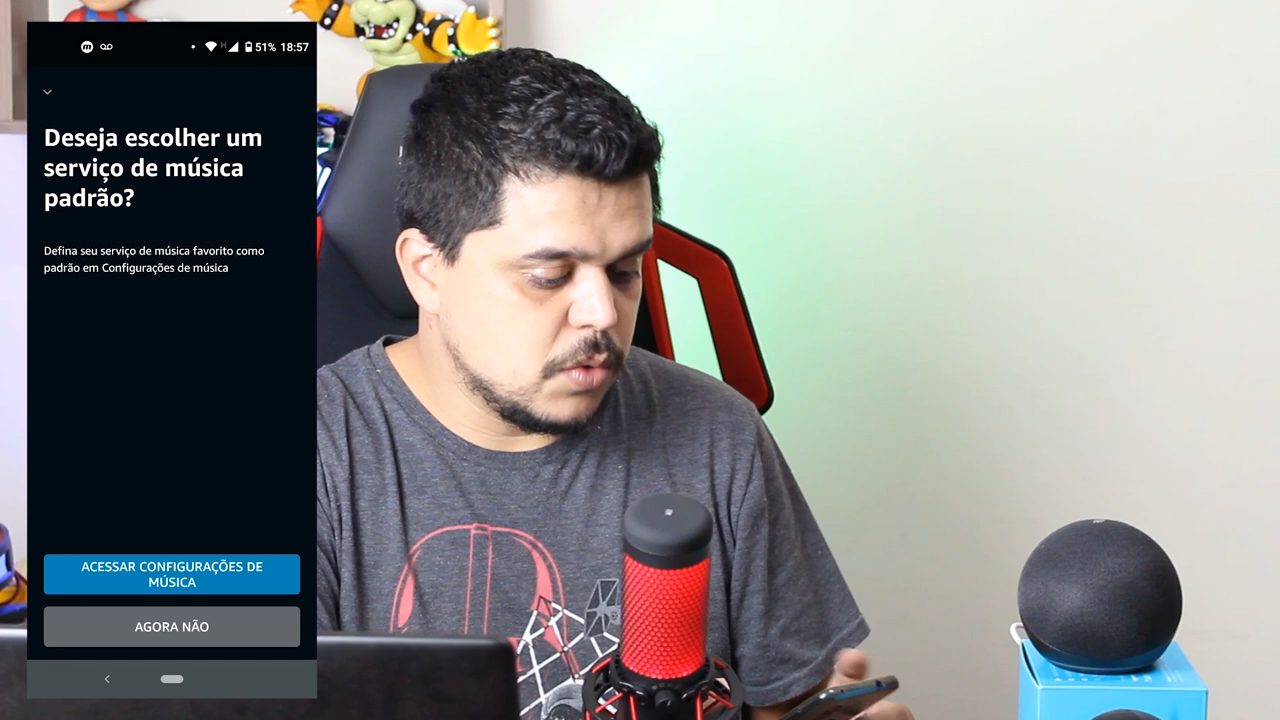 51% 18:57
Deseja escolher um
serviço de música
padrão?
Defina seu serviço de música favorito como
padrão em Configurações de música
ACESSAR CONFIGURAÇÕES DE
MÚSICA
AGORA NÃO